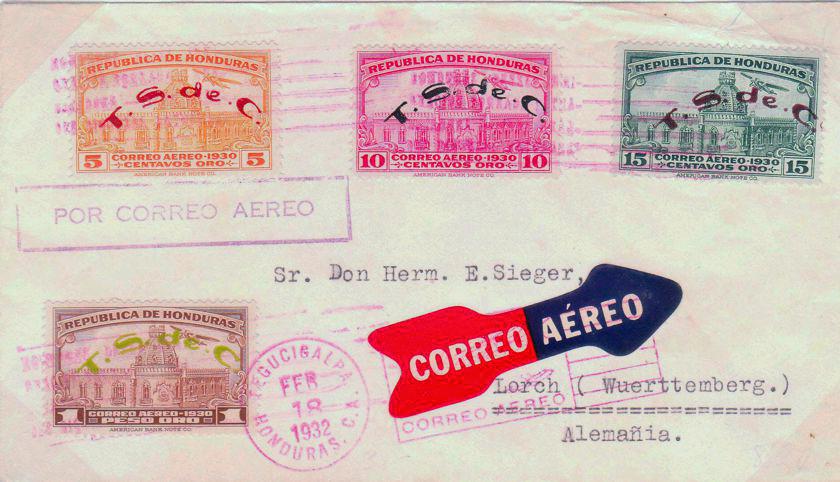 REPUBLICA DE HONDURAS
T. S. de. C.
5 CORREO AEREO·1930 5
CENTAVOS ORO
AMERICAN BANK NOTE CO.
REPUBLICA DE HONDURAS
T. S. de. C.
10 CORREO AEREO·1930 10
CENTAVOS ORO
AMERICAN BANK NOTE CO.
REPUBLICA DE HONDURAS
T. S. de. C
15 CORREO AEREO·1930 15
CENTAVOS ORO
AMERICAN BANK NOTE CO.
POR CORREO AEREO
Sr. Don Herm. E.Sieger,
REPUBLICA DE HONDURAS
T. S. de. C
1 CORREO AEREO·1930 1
PESO ORO
AMERICAN BANK NOTE CO.
TEGUCIGALPA,
FEB
18
1932
HONDURAS, C.A.
CORREO AÉREO
CORREO AEREO
Lorch ( Wuerttemberg.)
Alemañia.